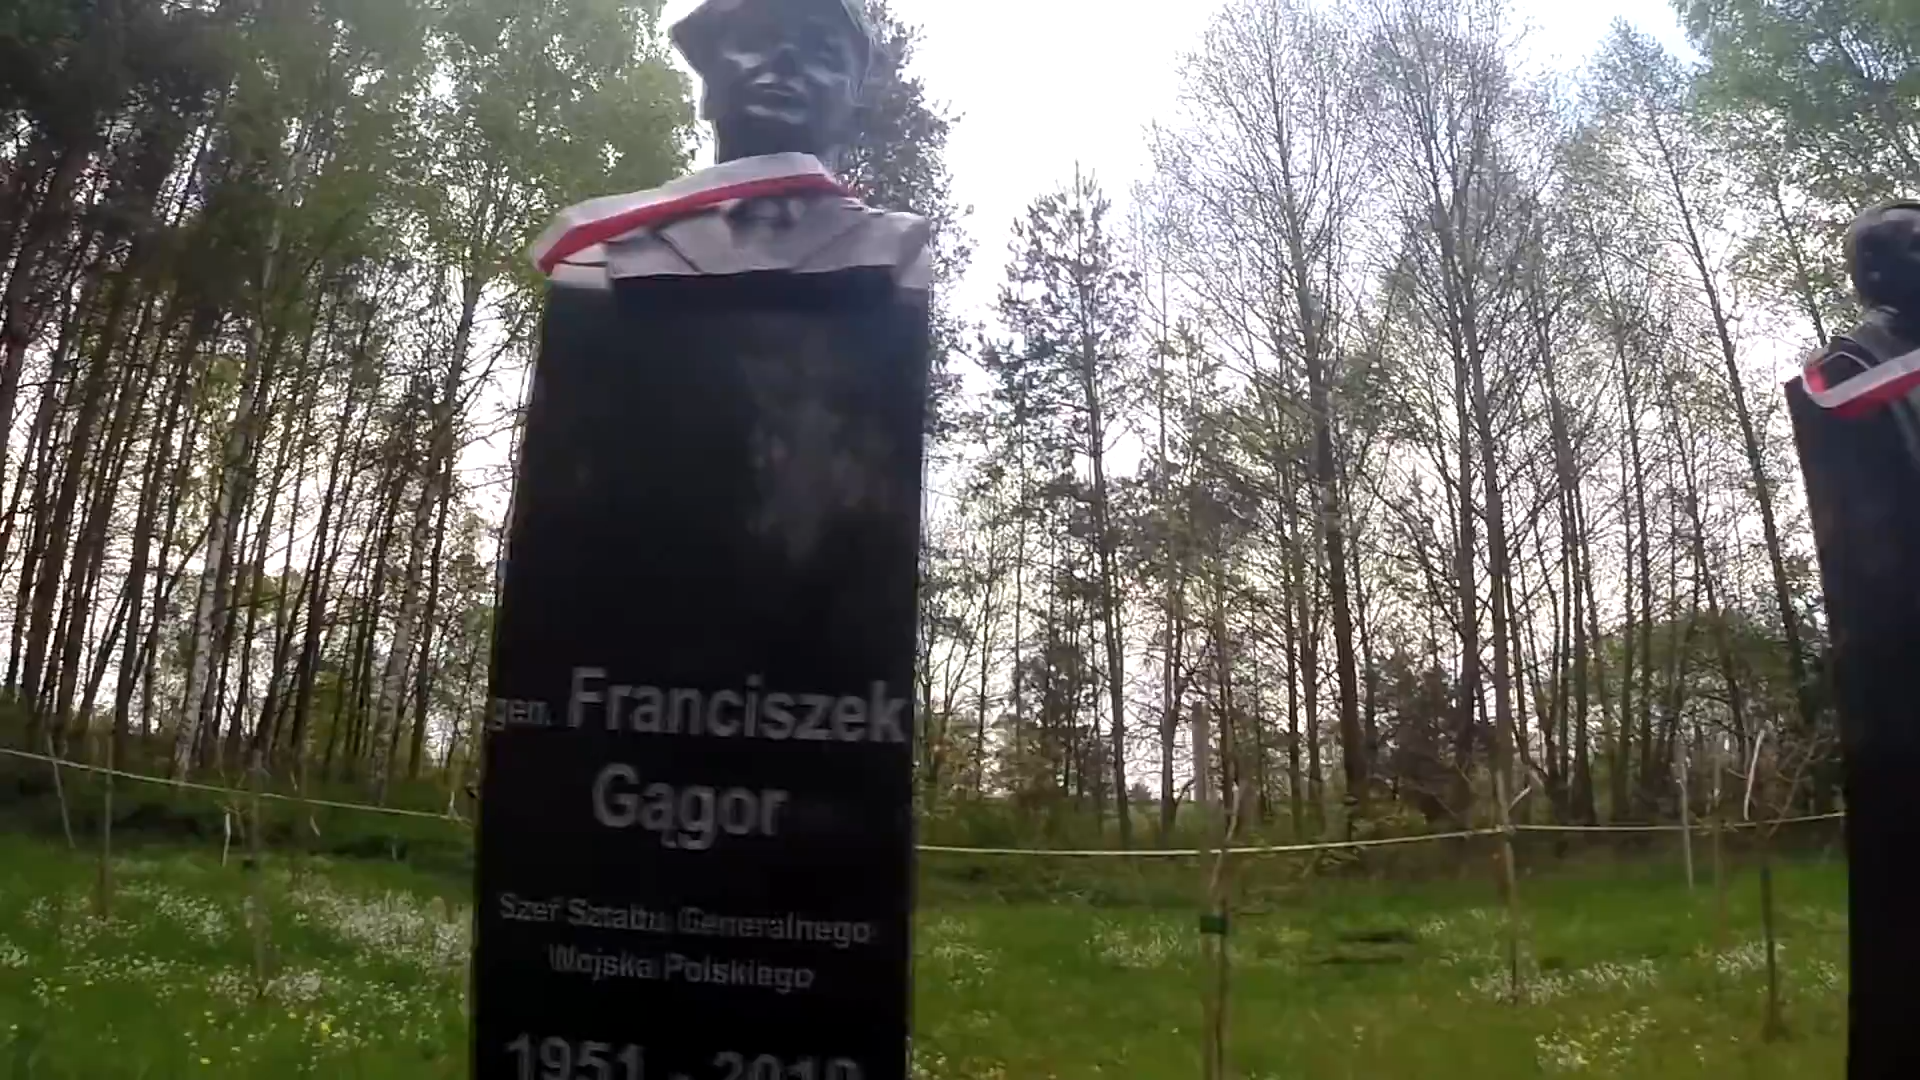 gen. Franciszek
Gągor
Szef Sztabu Generalnego
Wojska Polskiego
1951 - 2010